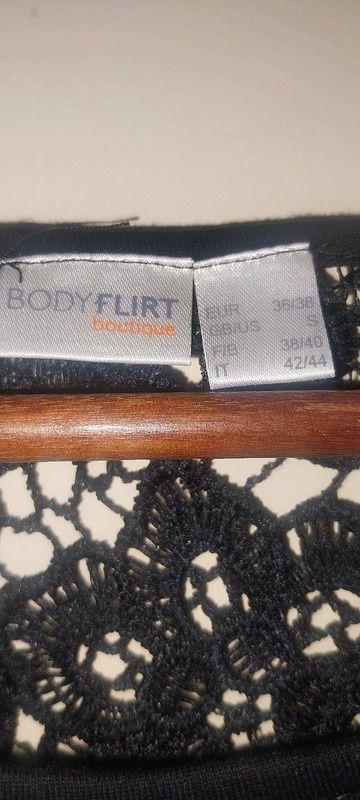 BODYFLIRT
boutique
EUR 36/38
GB/US S
F/B 38/40
IT 42/44